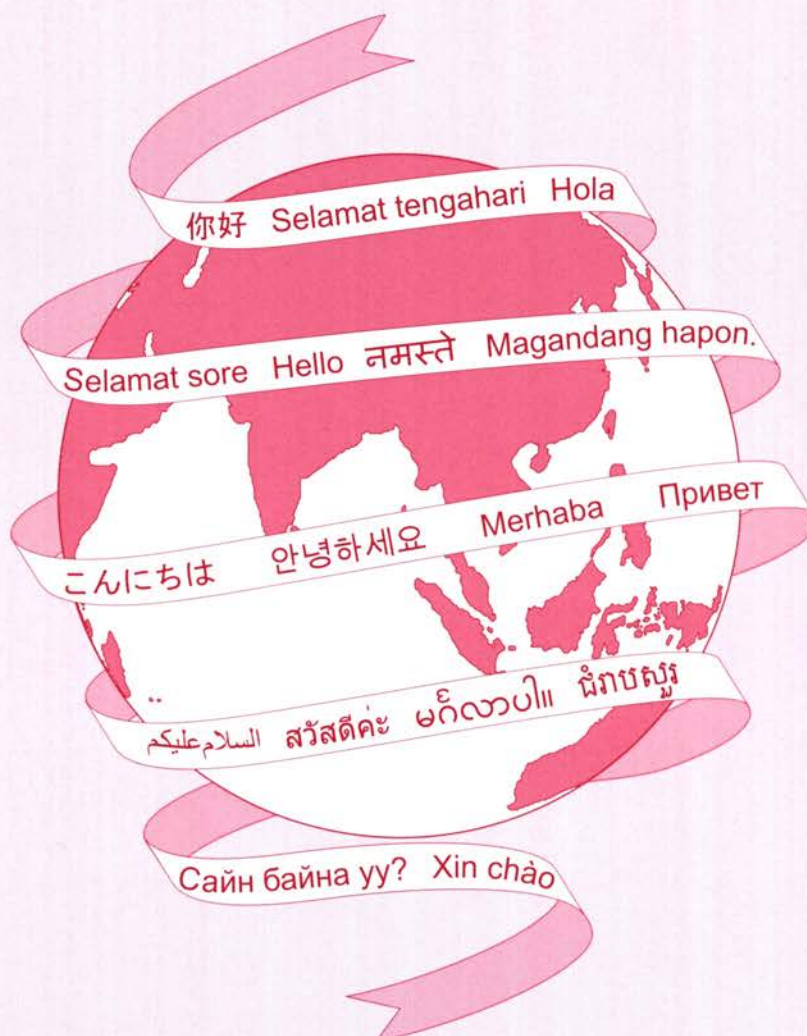 你好 Selamat tengahari Hola
Selamat sore Hello नमस्ते Magandang hapon.
こんにちは 안녕하세요 Merhaba Привет
السلام عليكم สวัสดีค่ะ မင်္ဂလာပါ။ ជំរាបសួរ
Сайн байна уу? Xin chào